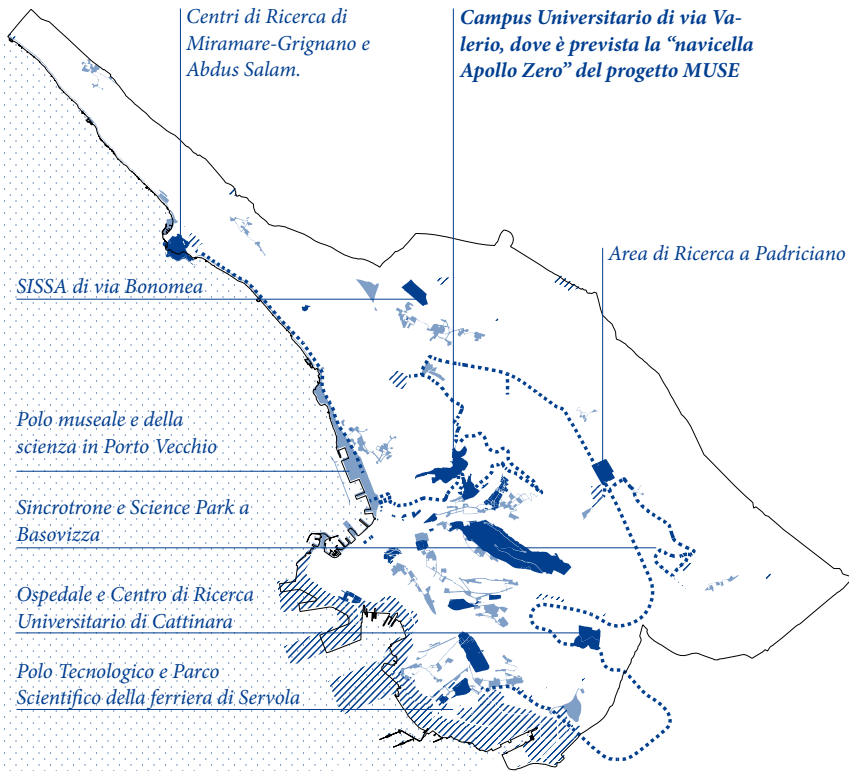 Centri di Ricerca di
Miramare-Grignano e
Abdus Salam.
Campus Universitario di via Va-
lerio, dove è prevista la “navicella
Apollo Zero” del progetto MUSE
Area di Ricerca a Padriciano
SISSA di via Bonomea
Polo museale e della
scienza in Porto Vecchio
Sincrotrone e Science Park a
Basovizza
Ospedale e Centro di Ricerca
Universitario di Cattinara
Polo Tecnologico e Parco
Scientifico della ferriera di Servola